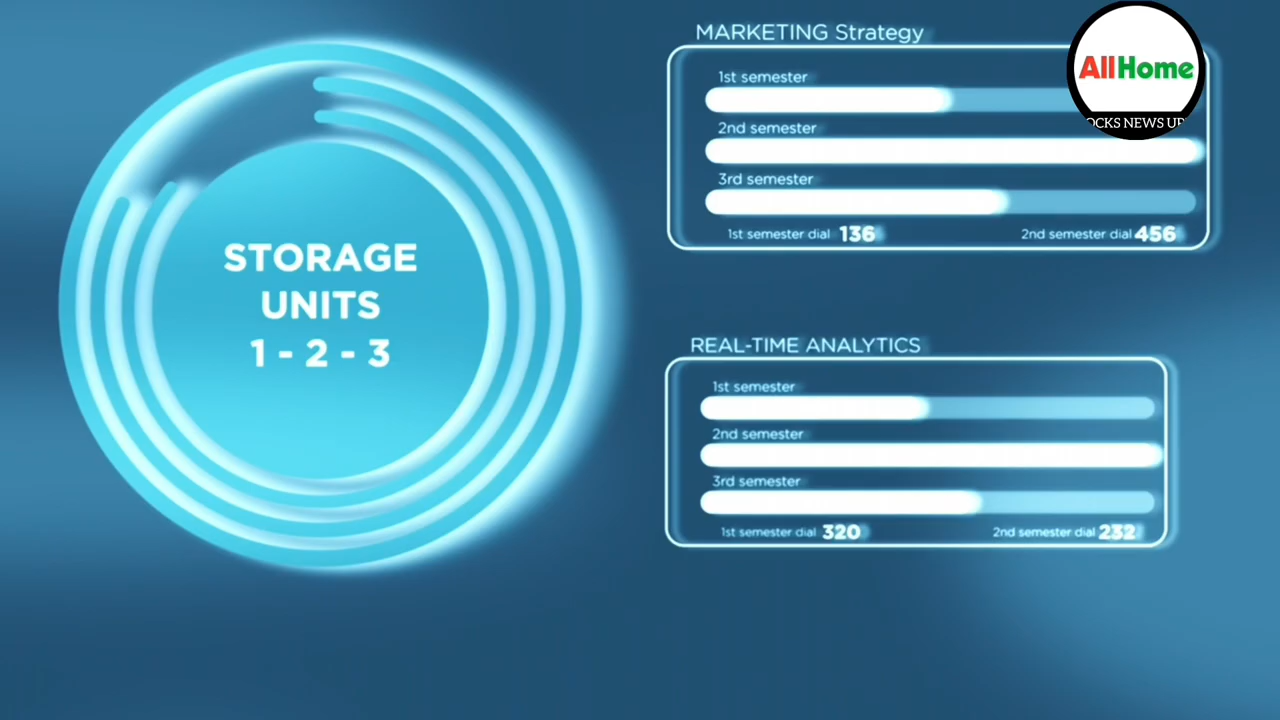 STORAGE
UNITS
1 - 2 - 3
MARKETING Strategy
1st semester
2nd semester
3rd semester
1st semester dial 136
2nd semester dial 456
AllHome
NEWS
REAL-TIME ANALYTICS
1st semester
2nd semester
3rd semester
1st semester dial 320
2nd semester dial 232